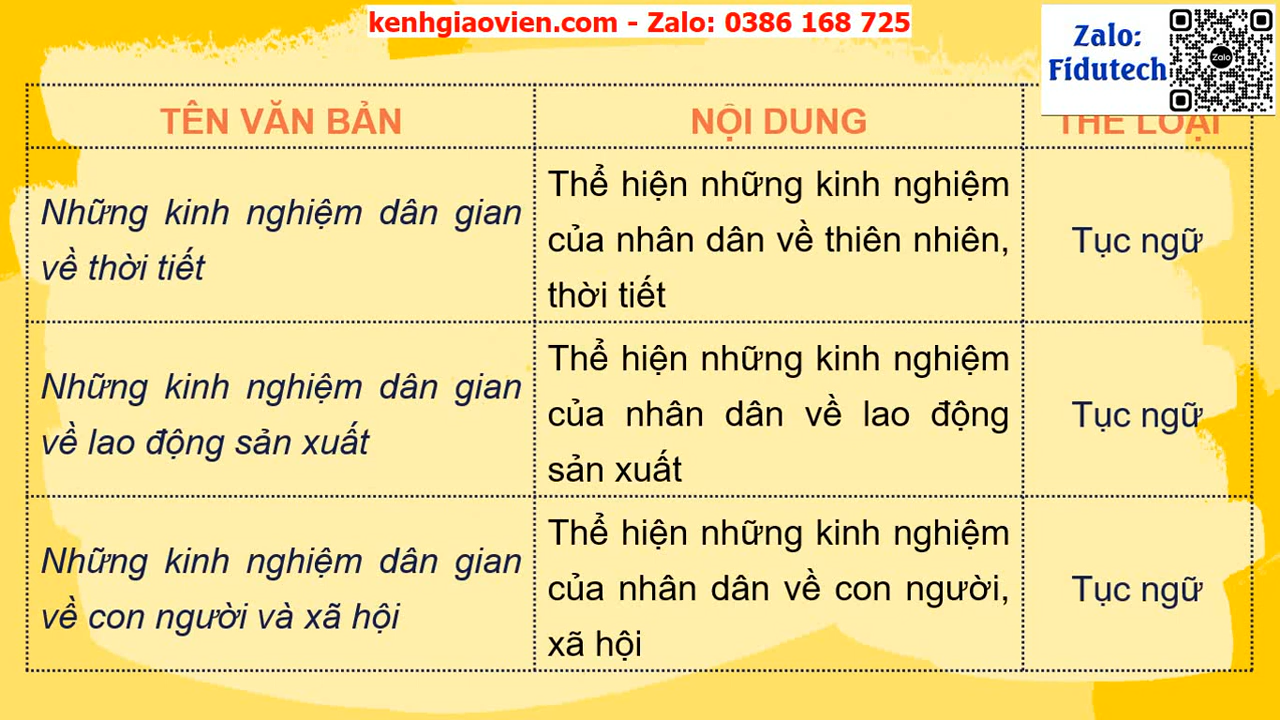 kenhgiaovien.com - Zalo: 0386 168 725
Zalo:
Fidutech
Zalo
TÊN VĂN BẢN
NỘI DUNG
THỂ LOẠI
Những kinh nghiệm dân gian
về thời tiết
Thể hiện những kinh nghiệm
của nhân dân về thiên nhiên,
thời tiết
Tục ngữ
Những kinh nghiệm dân gian
về lao động sản xuất
Thể hiện những kinh nghiệm
của nhân dân về lao động
sản xuất
Tục ngữ
Những kinh nghiệm dân gian
về con người và xã hội
Thể hiện những kinh nghiệm
của nhân dân về con người,
xã hội
Tục ngữ